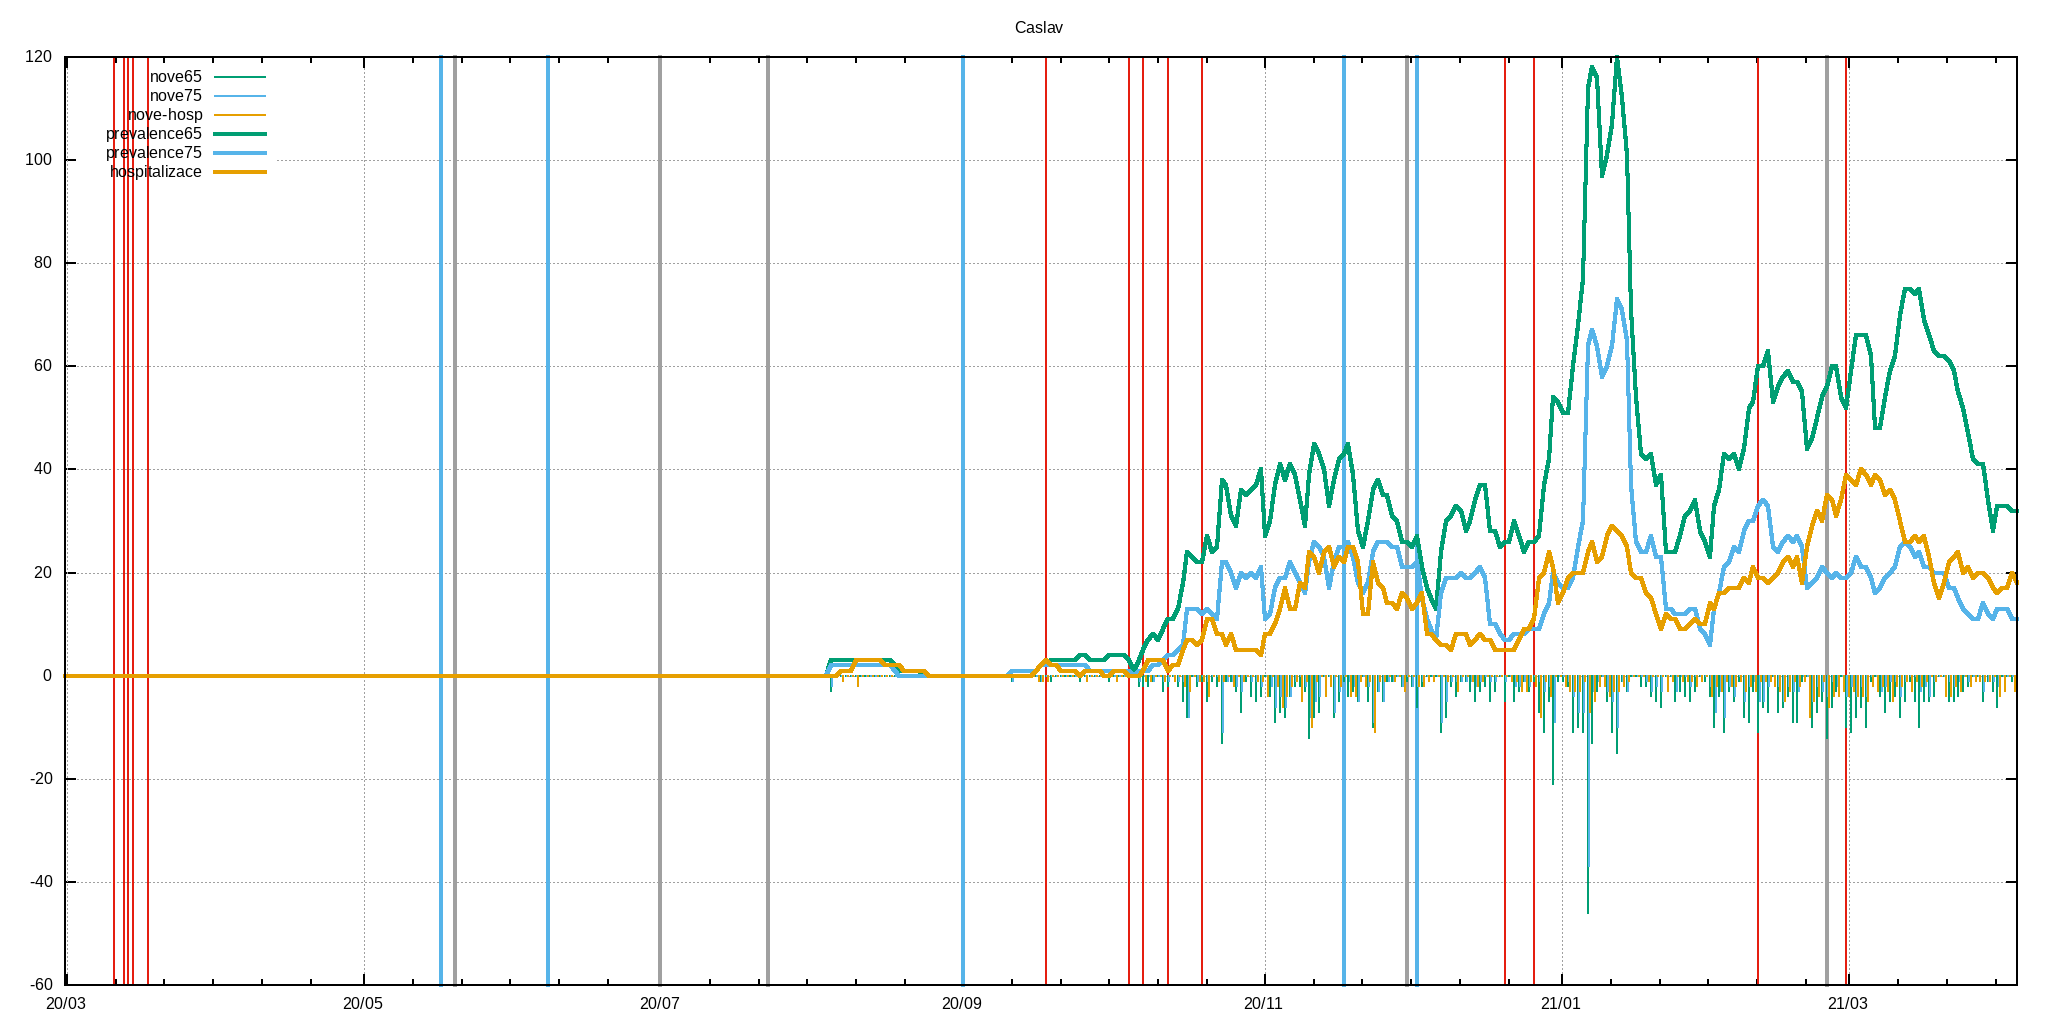 Caslav
120
100
80
60
40
20
0
-20
-40
-60
nove65
nove75
nove-hosp
prevalence65
prevalence75
hospitalizace
20/03 20/05 20/07 20/09 20/11 21/01 21/03